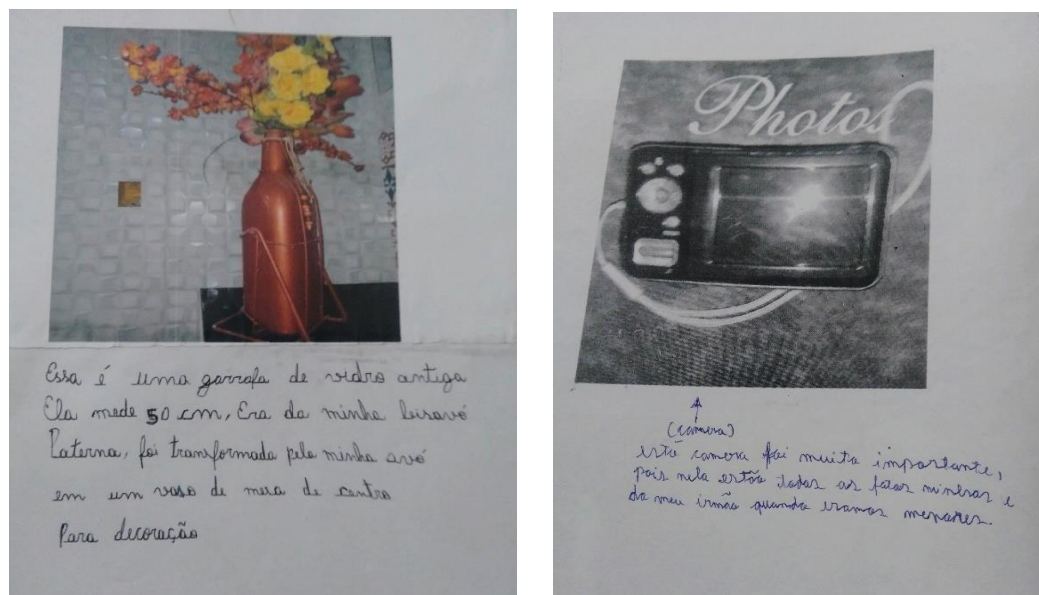 Essa é uma garrafa de vidro antiga
Ela mede 50 cm, Era da minha bisavó
Paterna, foi transformada pela minha avó
em um vaso de mesa de centro
Para decoração
Photos
(camera)
está camera foi muito importante,
pois nela estão todas as fotos minhas e
do meu irmão quando eramos menores.